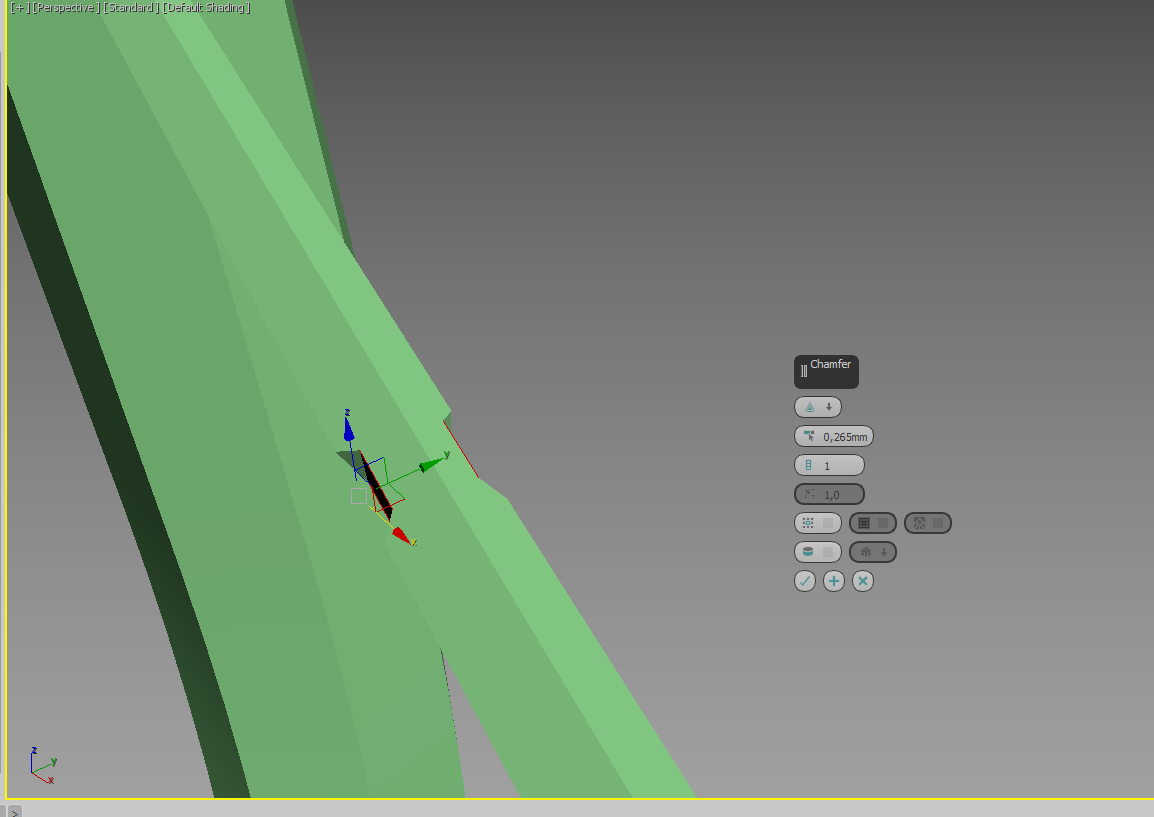 [+] [Perspective] [Standard] [Default Shading]
Chamfer
0,265mm
1
1,0
z
y
x
z
y
x
>